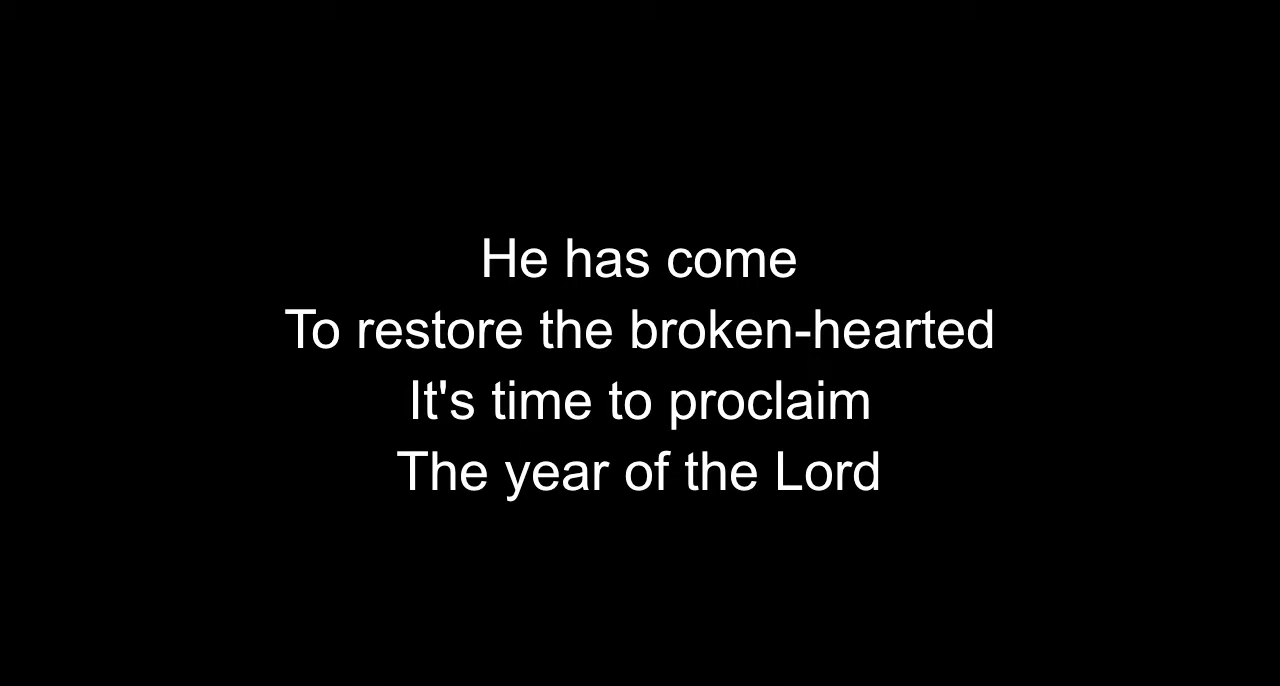 He has come
To restore the broken-hearted
It's time to proclaim
The year of the Lord